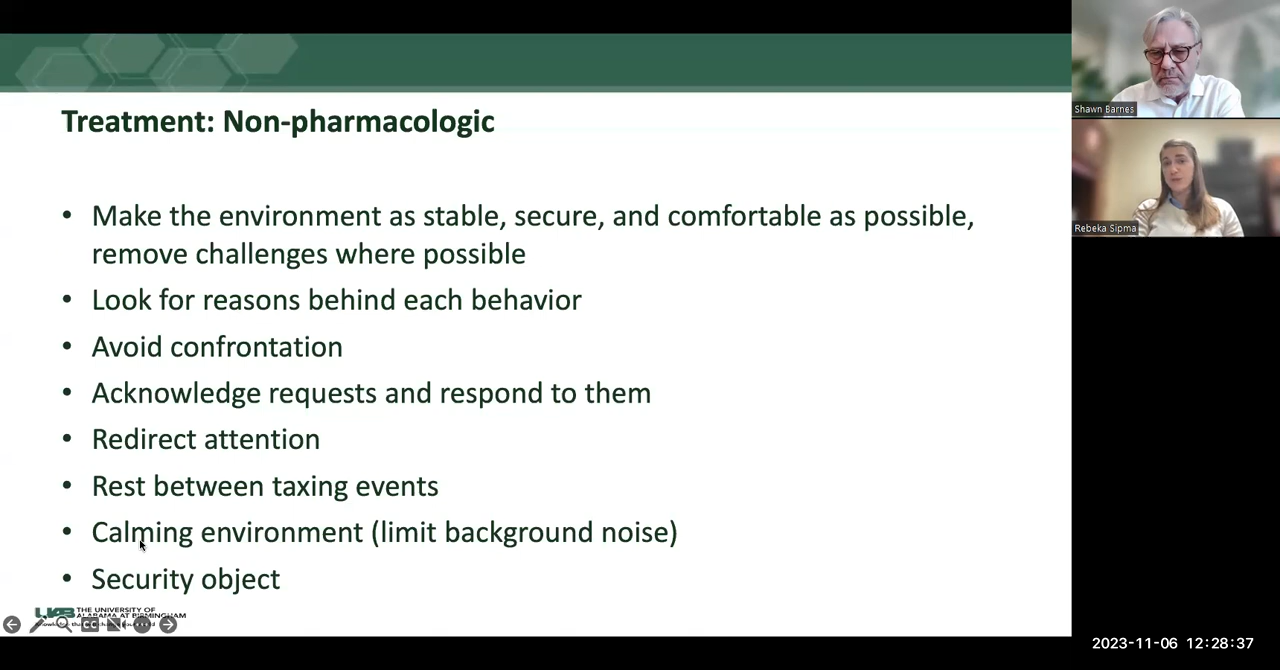 Treatment: Non-pharmacologic
• Make the environment as stable, secure, and comfortable as possible,
remove challenges where possible
• Look for reasons behind each behavior
• Avoid confrontation
• Acknowledge requests and respond to them
• Redirect attention
• Rest between taxing events
• Calming environment (limit background noise)
• Security object
UAB THE UNIVERSITY OF
ALABAMA AT BIRMINGHAM
Shawn Barnes
Rebeka Sipma
2023-11-06 12:28:37